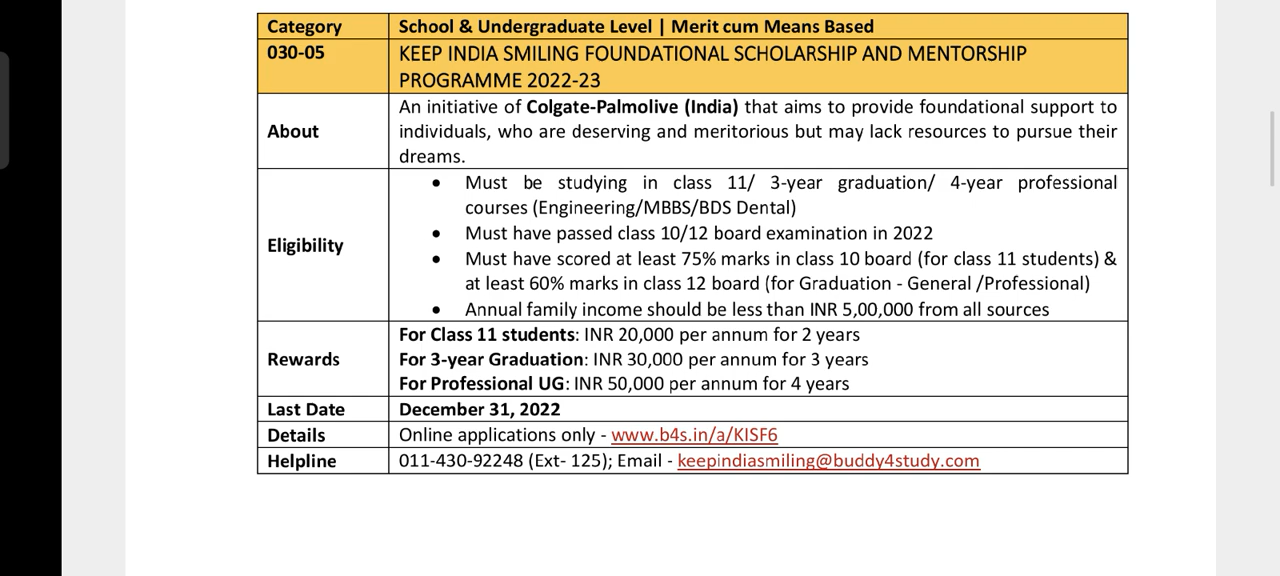 Category School & Undergraduate Level | Merit cum Means Based
030-05 KEEP INDIA SMILING FOUNDATIONAL SCHOLARSHIP AND MENTORSHIP
PROGRAMME 2022-23
An initiative of Colgate-Palmolive (India) that aims to provide foundational support to
About individuals, who are deserving and meritorious but may lack resources to pursue their
dreams.
• Must be studying in class 11/ 3-year graduation/ 4-year professional
courses (Engineering/MBBS/BDS Dental)
• Must have passed class 10/12 board examination in 2022
Eligibility
• Must have scored at least 75% marks in class 10 board (for class 11 students) &
at least 60% marks in class 12 board (for Graduation - General /Professional)
• Annual family income should be less than INR 5,00,000 from all sources
For Class 11 students: INR 20,000 per annum for 2 years
Rewards For 3-year Graduation: INR 30,000 per annum for 3 years
For Professional UG: INR 50,000 per annum for 4 years
Last Date December 31, 2022
Details Online applications only - www.b4s.in/a/KISF6
Helpline 011-430-92248 (Ext- 125); Email - keepindiasmiling@buddy4study.com